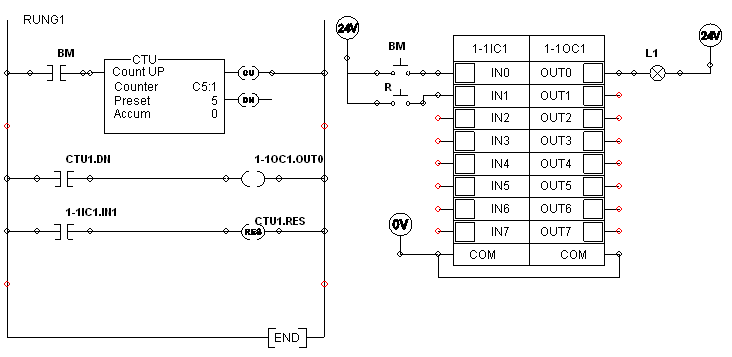 RUNG1
BM
CTU
Count UP
CU
Counter C5:1
Preset 5
DN
Accum 0
CTU1.DN
1-1OC1.OUT0
1-1IC1.IN1
CTU1.RES
RES
END
24V
BM
R
0V
1-1IC1 1-1OC1
IN0 OUT0
IN1 OUT1
IN2 OUT2
IN3 OUT3
IN4 OUT4
IN5 OUT5
IN6 OUT6
IN7 OUT7
COM COM
L1
24V